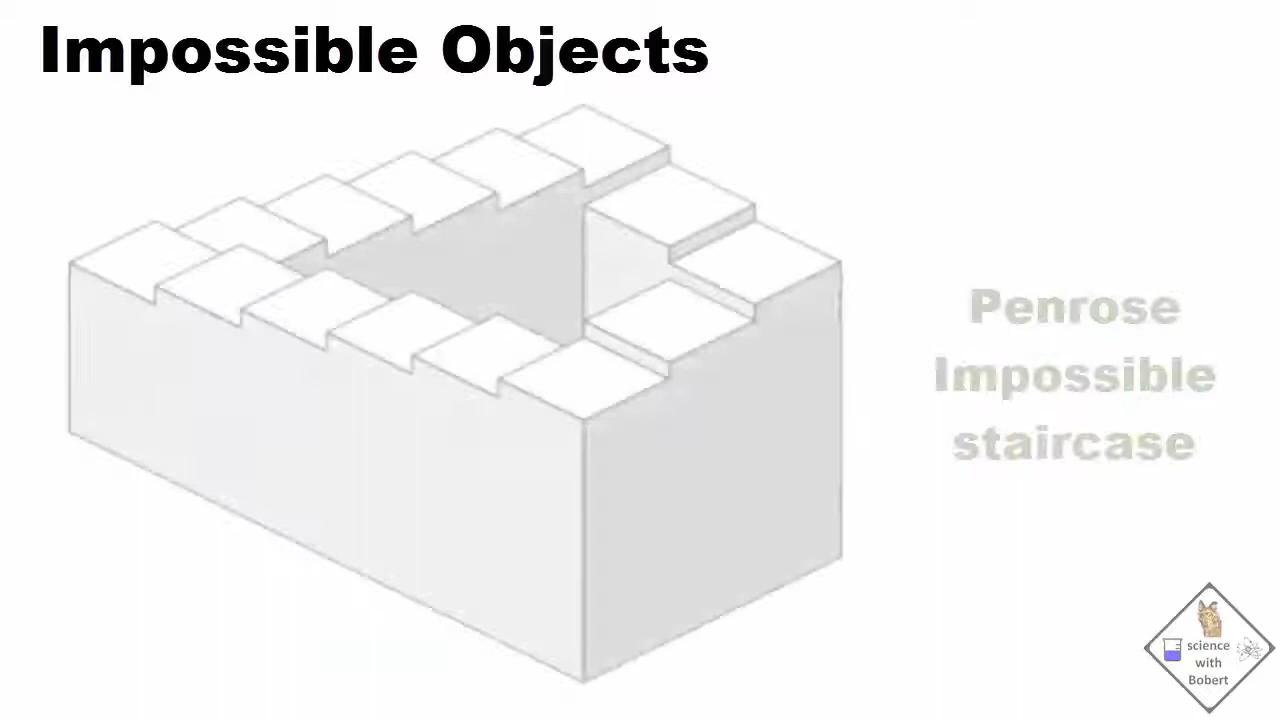 Impossible Objects
Penrose
Impossible
staircase
science
with
Bobert